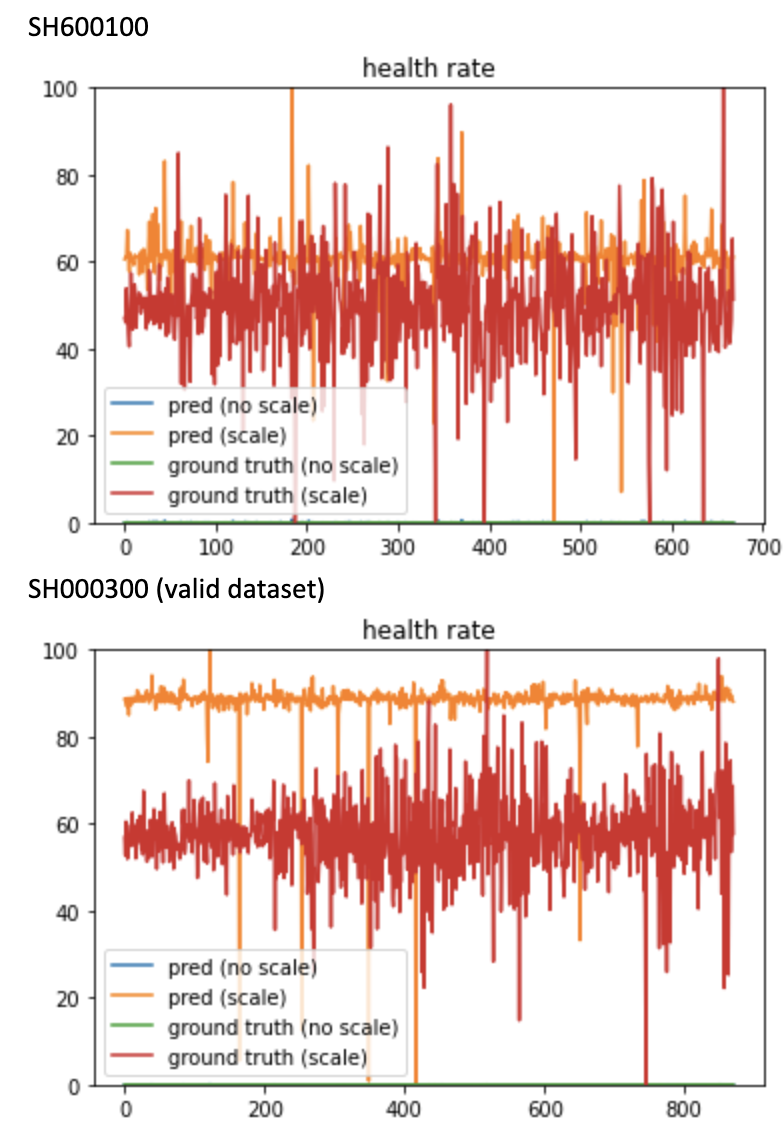 SH600100
health rate
100
80
60
40
20
0
pred (no scale)
pred (scale)
ground truth (no scale)
ground truth (scale)
0 100 200 300 400 500 600 700
SH000300 (valid dataset)
health rate
100
80
60
40
20
0
pred (no scale)
pred (scale)
ground truth (no scale)
ground truth (scale)
0 200 400 600 800